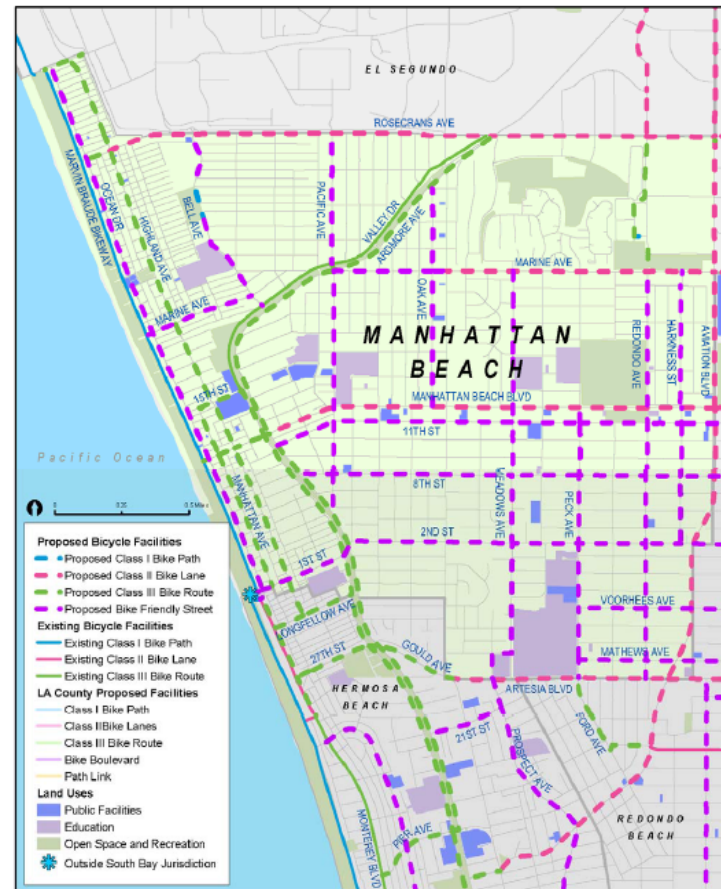 EL SEGUNDO
ROSECRANS AVE
MARVIN BRAUDE BIKEWAY
OCEAN DR
HIGHLAND AVE
BELL AVE
PACIFIC AVE
VALLEY DR
ARDMORE AVE
MARINE AVE
OAK AVE
MARINE AVE
MANHATTAN
BEACH
REDONDO AVE
HARKNESS ST
AVIATION BLVD
15TH ST
MANHATTAN BEACH BLVD
11TH ST
Pacific Ocean
MANHATTAN AVE
8TH ST
MEADOWS AVE
PECK AVE
0 0.25 0.5 Miles
2ND ST
1ST ST
VOORHEES AVE
LONGFELLOW AVE
27TH ST
GOULD AVE
MATHEWS AVE
HERMOSA
BEACH
ARTESIA BLVD
FORD AVE
21ST ST
PROSPECT AVE
PIER AVE
MONTEREY BLVD
REDONDO
BEACH
Proposed Bicycle Facilities
Proposed Class I Bike Path
Proposed Class II Bike Lane
Proposed Class III Bike Route
Proposed Bike Friendly Street
Existing Bicycle Facilities
Existing Class I Bike Path
Existing Class II Bike Lane
Existing Class III Bike Route
LA County Proposed Facilities
Class I Bike Path
Class IIBike Lanes
Class III Bike Route
Bike Boulevard
Path Link
Land Uses
Public Facilities
Education
Open Space and Recreation
Outside South Bay Jurisdiction